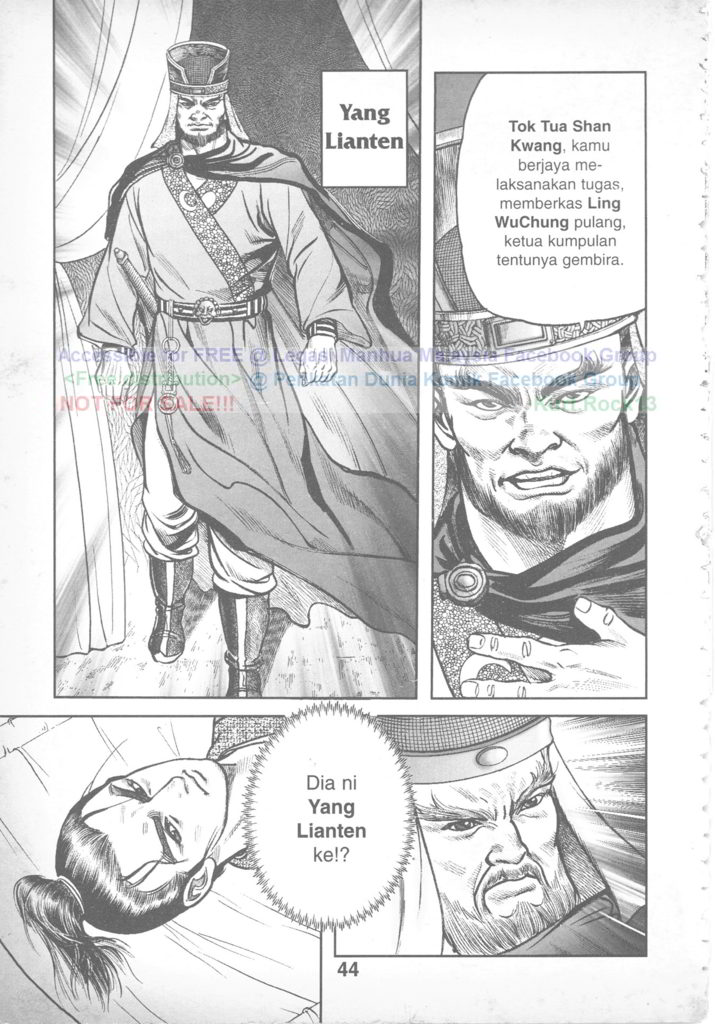 Yang
Lianten
Tok Tua Shan
Kwang, kamu
berjaya me-
laksanakan tugas,
memberkas Ling
WuChung pulang,
ketua kumpulan
tentunya gembira.
Accessible for FREE @ Legasi Manhua Malaysia Facebook Group
<Free distribution> @ Peminatan Dunia Komik Facebook Group
NOT FOR SALE!!! Kurt Rock13
Dia ni
Yang
Lianten
ke!?
44